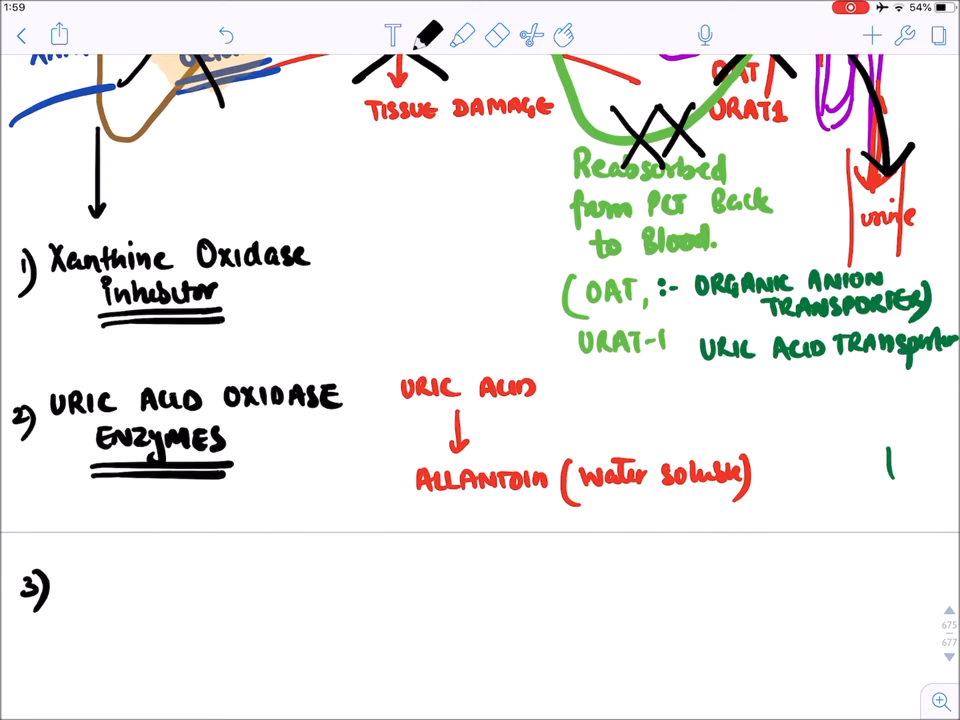 1:59
54%
T
TISSUE DAMAGE
OAT
URAT1
Reabsorbed
from PCT Back
to Blood.
urine
1) Xanthine Oxidase
inhibitor
(OAT, :- ORGANIC ANION
TRANSPORTER)
URAT-1 URIC ACID TRANSporter
2) URIC ACID OXIDASE
ENZYMES
URIC ACID
ALLANTOIN (Water soluble)
3)
675
677